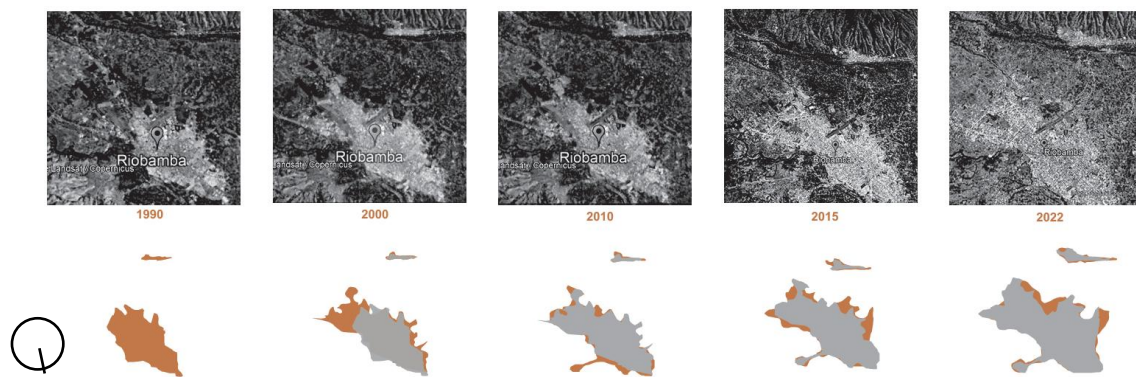 Riobamba
Landsat / Copernicus
Riobamba
Landsat / Copernicus
Riobamba
Landsat / Copernicus
Riobamba
Riobamba
1990
2000
2010
2015
2022